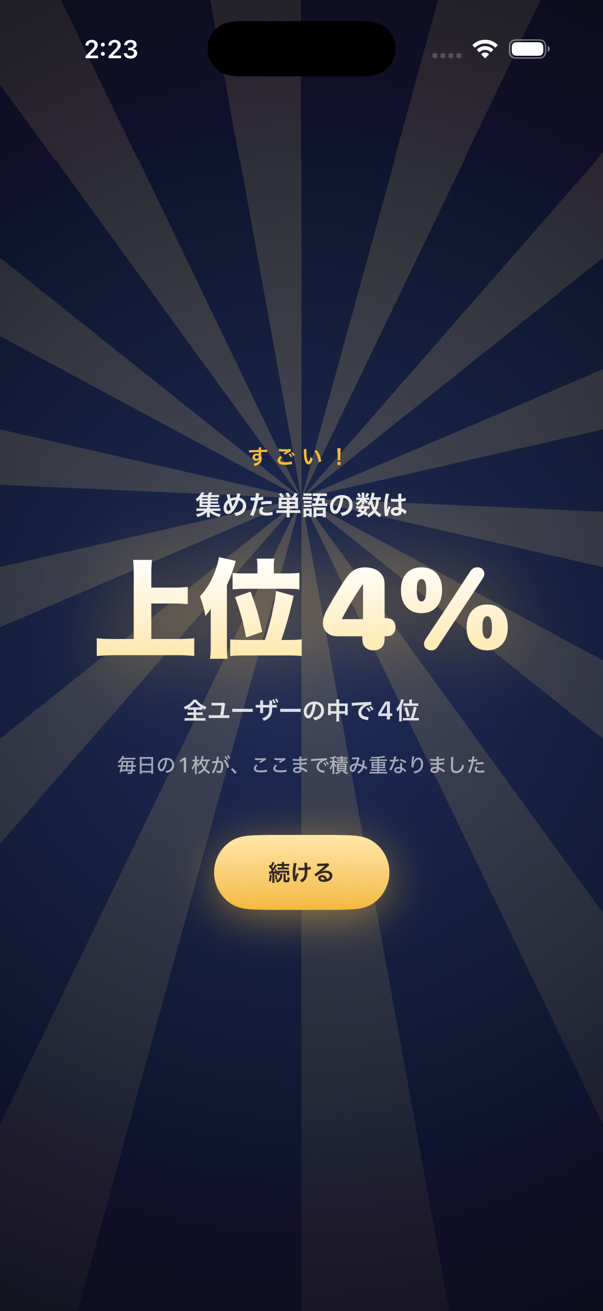 2:23
すごい！
集めた単語の数は
上位4%
全ユーザーの中で4位
毎日の1枚が、ここまで積み重なりました
続ける